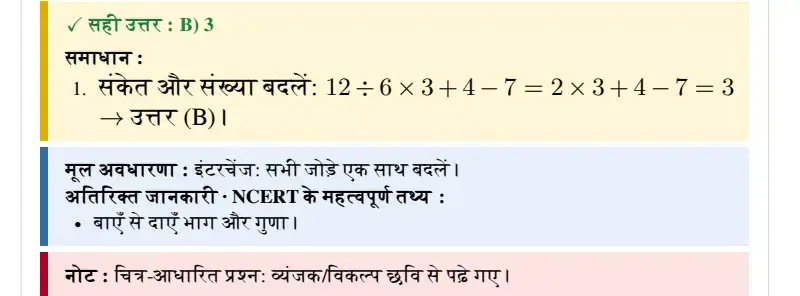 ✓ सही उत्तर : B) 3
समाधान :
1. संकेत और संख्या बदलें: 12 ÷ 6 × 3 + 4 − 7 = 2 × 3 + 4 − 7 = 3
→ उत्तर (B)।
मूल अवधारणा : इंटरचेंज: सभी जोड़े एक साथ बदलें।
अतिरिक्त जानकारी · NCERT के महत्वपूर्ण तथ्य :
• बाएँ से दाएँ भाग और गुणा।
नोट : चित्र-आधारित प्रश्न: व्यंजक/विकल्प छवि से पढ़े गए।